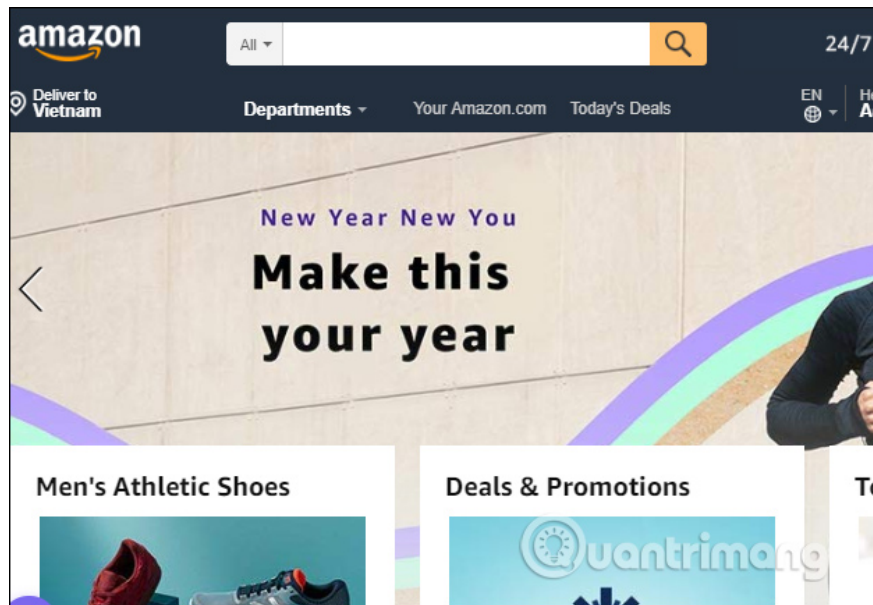 amazon
All
24/7
Deliver to
Vietnam
Departments
Your Amazon.com
Today's Deals
EN
New Year New You
Make this
your year
Men's Athletic Shoes
Deals & Promotions
uantrimang